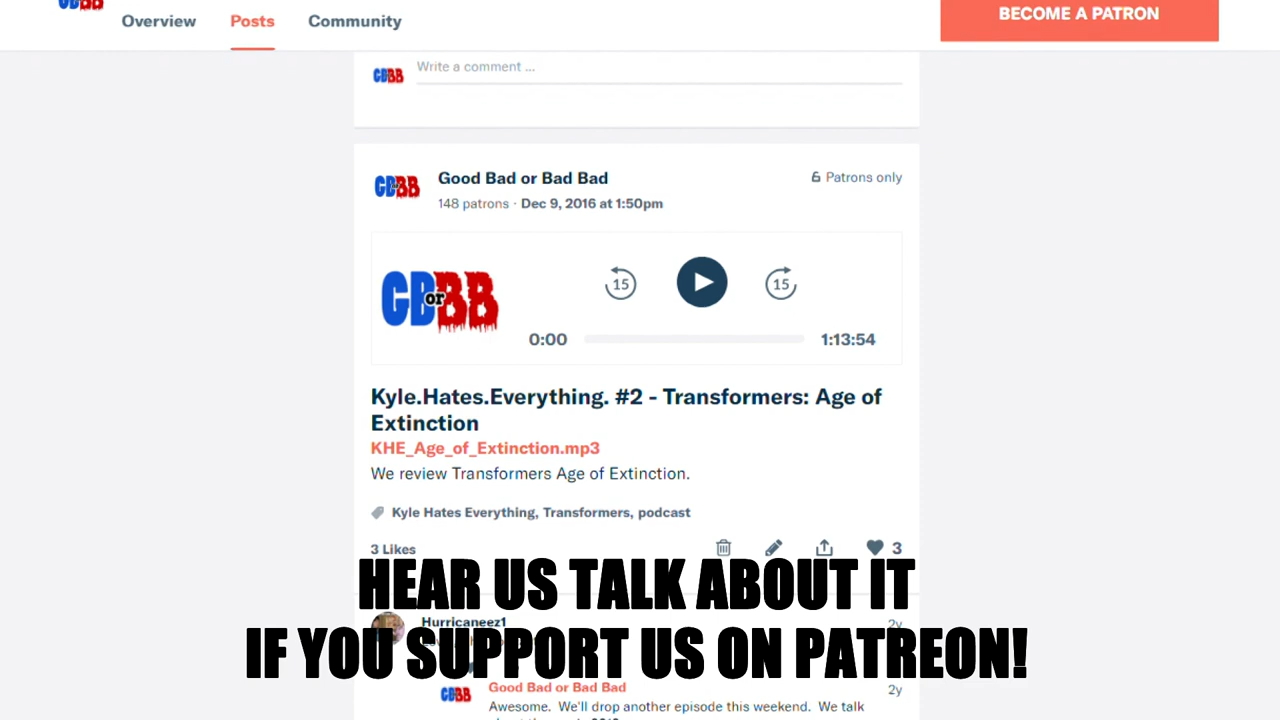 GBBB
Overview Posts Community BECOME A PATRON
GBBB Write a comment ...
GBorBB Good Bad or Bad Bad Patrons only
148 patrons · Dec 9, 2016 at 1:50pm
GBorBB
15 15
0:00 1:13:54
Kyle.Hates.Everything. #2 - Transformers: Age of
Extinction
KHE_Age_of_Extinction.mp3
We review Transformers Age of Extinction.
Kyle Hates Everything, Transformers, podcast
3 Likes 3
HEAR US TALK ABOUT IT
Hurricaneez1 2y
IF YOU SUPPORT US ON PATREON!
GBBB Good Bad or Bad Bad 2y
Awesome. We'll drop another episode this weekend. We talk